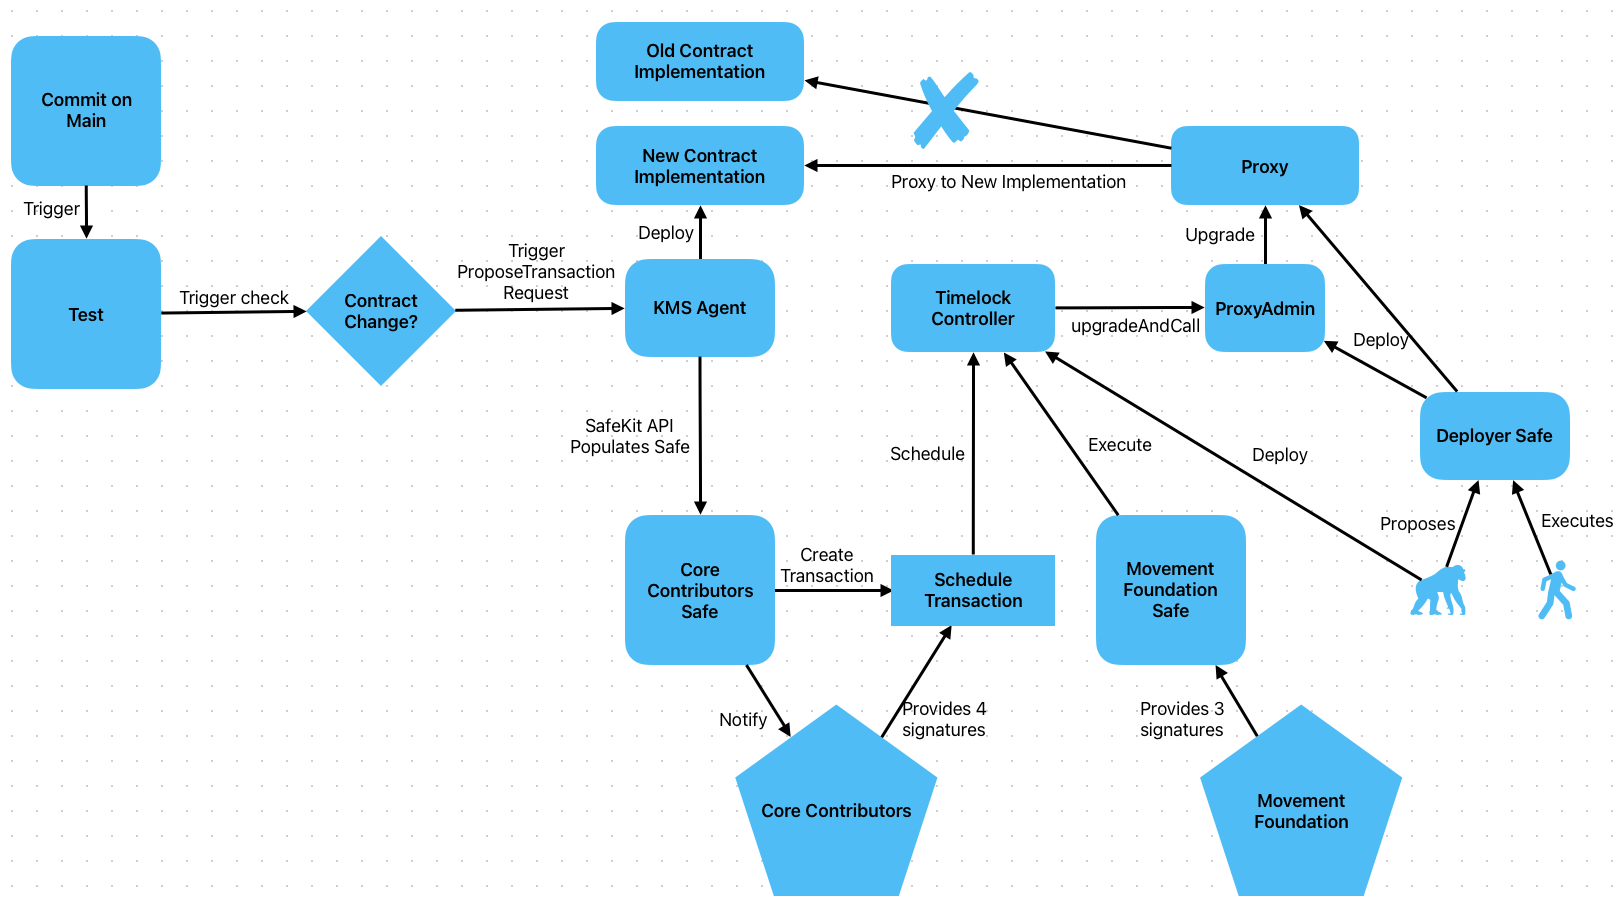 Old Contract
Implementation
Commit on
Main
New Contract
Implementation
Proxy
Proxy to New Implementation
Trigger
Deploy
Upgrade
Trigger
ProposeTransaction
Request
Test
Trigger check
Contract
Change?
KMS Agent
Timelock
Controller
upgradeAndCall
ProxyAdmin
Deploy
SafeKit API
Populates Safe
Schedule
Execute
Deploy
Deployer Safe
Proposes
Executes
Core
Contributors
Safe
Create
Transaction
Schedule
Transaction
Movement
Foundation
Safe
Notify
Provides 4
signatures
Provides 3
signatures
Core Contributors
Movement
Foundation